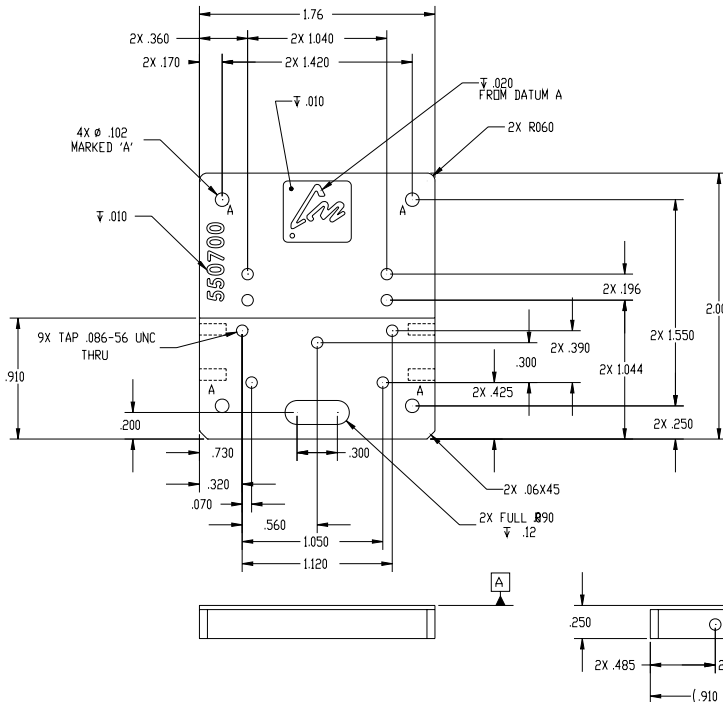 1.76
2X .360
2X 1.040
2X .170
2X 1.420
↧ .020
FROM DATUM A
↧ .010
4X ø .102
MARKED 'A'
2X R060
A
A
↧ .010
550700
2X .196
2.00
9X TAP .086-56 UNC
THRU
2X .390
2X 1.550
.300
2X 1.044
.910
A
A
2X .425
.200
2X .250
.730
.300
.320
2X .06X45
.070
.560
2X FULL R90
↧ .12
1.050
1.120
A
.250
2X .485
2
(.910